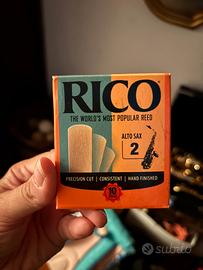 RICO
THE WORLD'S MOST POPULAR REED
ALTO SAX
2
PRECISION CUT | CONSISTENT | HAND FINISHED
10
subito